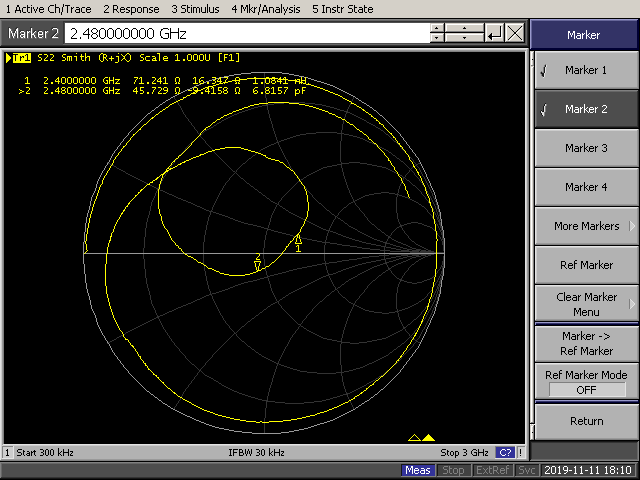 1 Active Ch/Trace 2 Response 3 Stimulus 4 Mkr/Analysis 5 Instr State
Marker 2 2.480000000 GHz
Marker
Tr1 S22 Smith (R+jX) Scale 1.000U [F1]
1 2.4000000 GHz 71.241 Ω 16.347 Ω 1.0841 nH
>2 2.4800000 GHz 45.729 Ω -9.4158 Ω 6.8157 pF
Marker 1
Marker 2
Marker 3
Marker 4
More Markers
Ref Marker
Clear Marker
Menu
Marker ->
Ref Marker
Ref Marker Mode
OFF
Return
2
1
1 Start 300 kHz IFBW 30 kHz Stop 3 GHz C? !
Meas Stop ExtRef Svc 2019-11-11 18:10